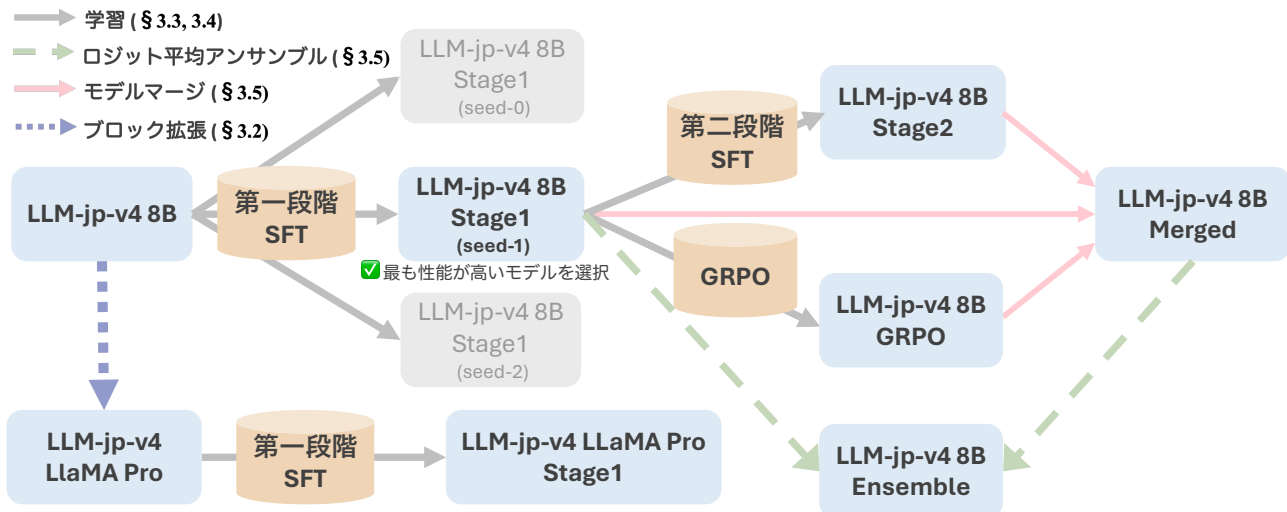 学習 ( § 3.3, 3.4)
ロジット平均アンサンブル ( § 3.5)
モデルマージ ( § 3.5)
ブロック拡張 ( § 3.2)
LLM-jp-v4 8B
Stage1
(seed-0)
LLM-jp-v4 8B
第一段階
SFT
LLM-jp-v4 8B
Stage1
(seed-1)
✅最も性能が高いモデルを選択
LLM-jp-v4 8B
Stage1
(seed-2)
第二段階
SFT
LLM-jp-v4 8B
Stage2
GRPO
LLM-jp-v4 8B
GRPO
LLM-jp-v4 8B
Merged
LLM-jp-v4
LlaMA Pro
第一段階
SFT
LLM-jp-v4 LLaMA Pro
Stage1
LLM-jp-v4 8B
Ensemble